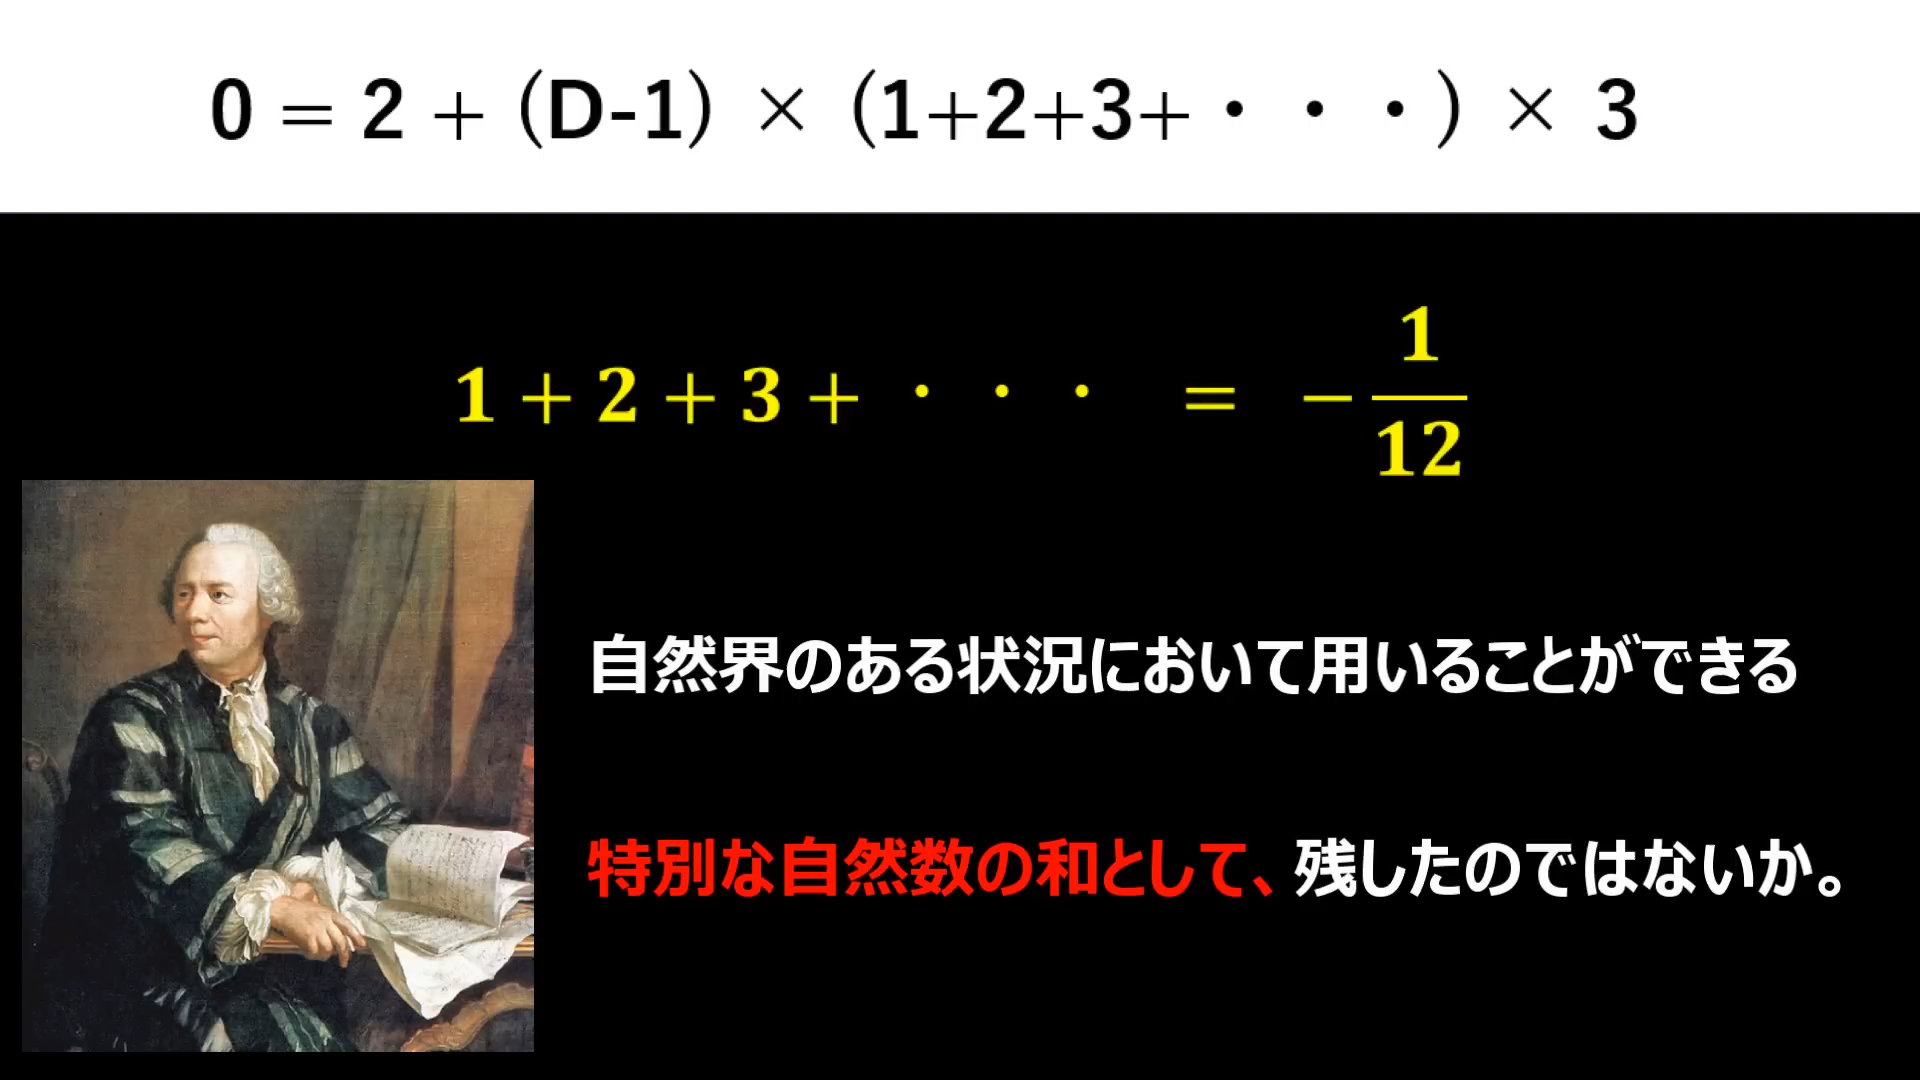 0 = 2 + (D-1) × (1+2+3+・・・) × 3
1 + 2 + 3 + ・ ・ ・ = − 1/12
自然界のある状況において用いることができる
特別な自然数の和として、残したのではないか。